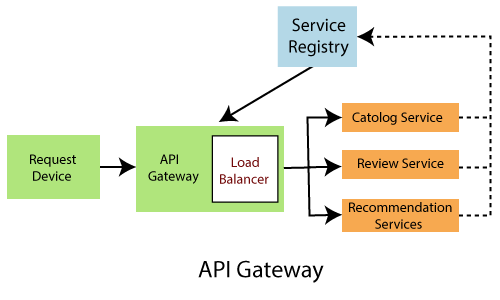 Service
Registry
Request
Device
API
Gateway
Load
Balancer
Catolog Service
Review Service
Recommendation
Services
API Gateway